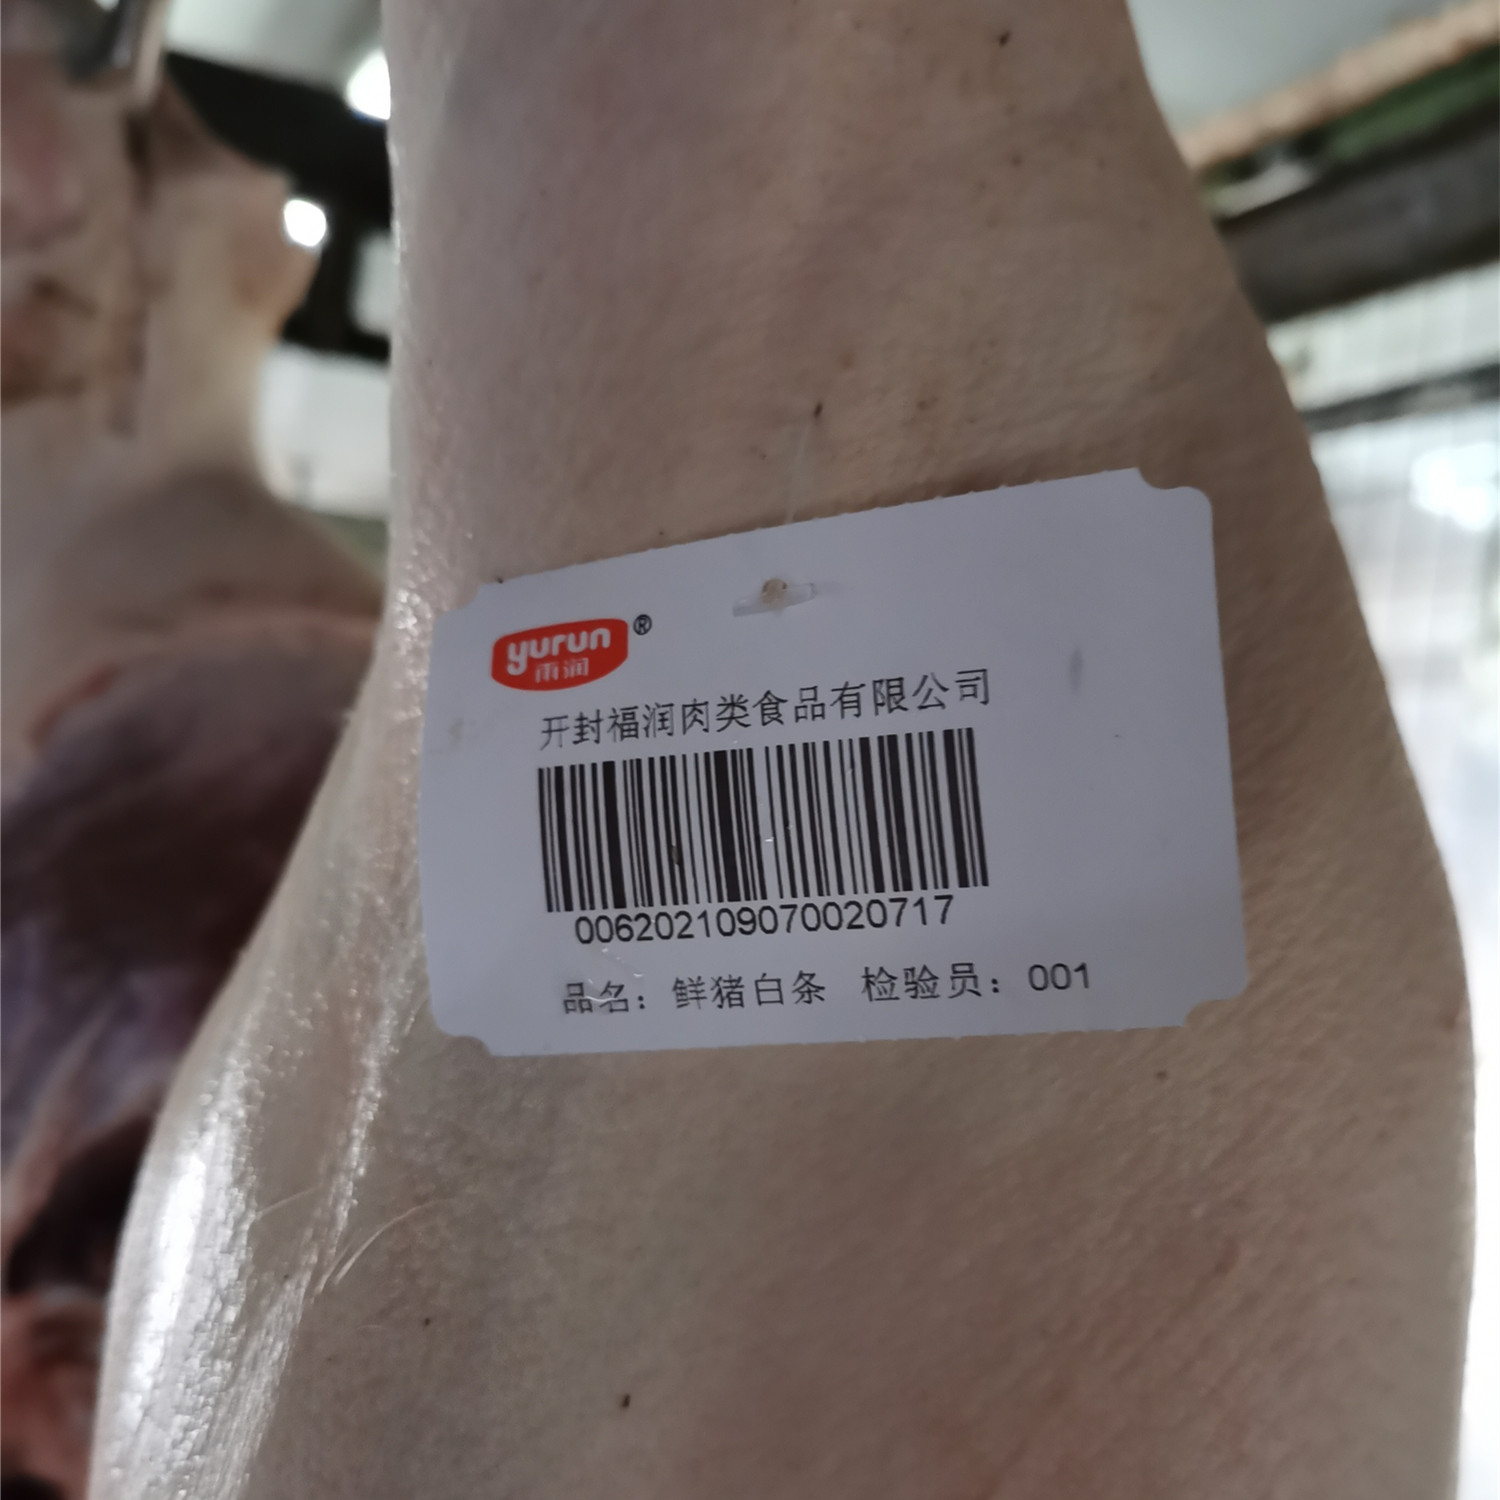 yurun®
雨润
开封福润肉类食品有限公司
006202109070020717
品名：鲜猪白条 检验员：001